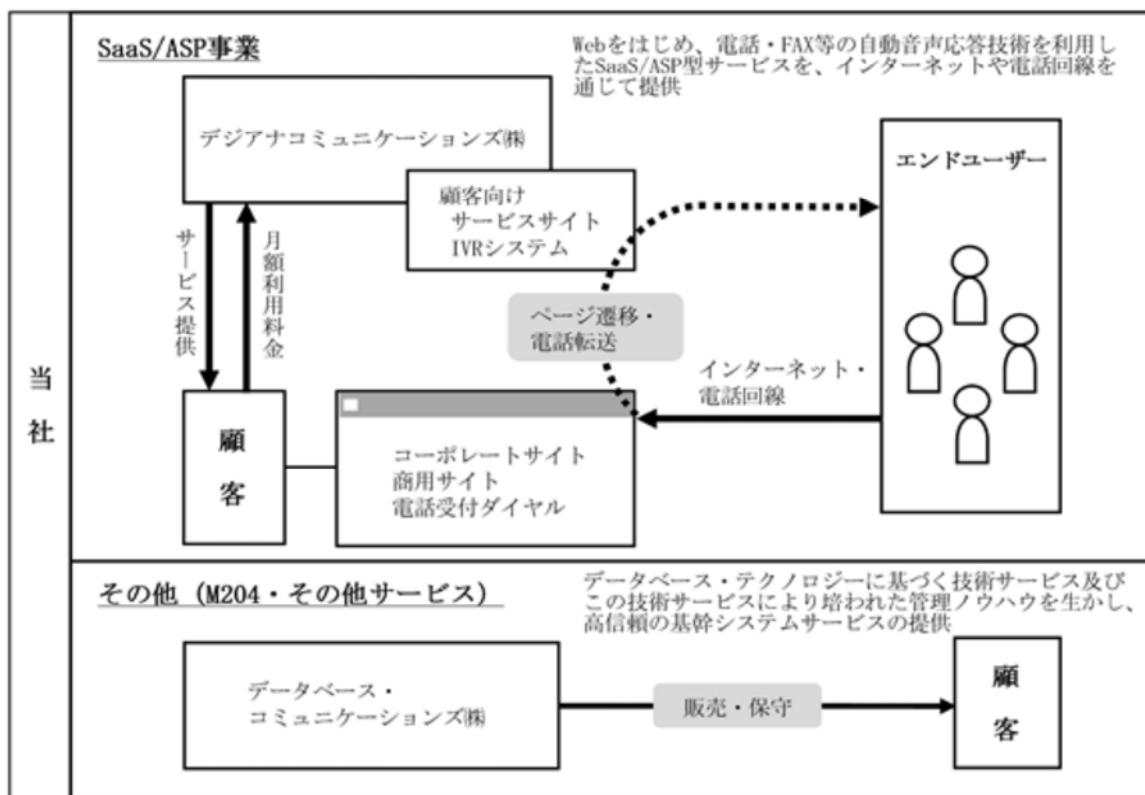 当社
SaaS/ASP事業
Webをはじめ、電話・FAX等の自動音声応答技術を利用し
たSaaS/ASP型サービスを、インターネットや電話回線を
通じて提供
デジアナコミュニケーションズ㈱
顧客向け
サービスサイト
IVRシステム
エンドユーザー
サービス提供
月額利用料金
ページ遷移・
電話転送
インターネット・
電話回線
顧客
コーポレートサイト
商用サイト
電話受付ダイヤル
その他（M204・その他サービス）
データベース・テクノロジーに基づく技術サービス及び
この技術サービスにより培われた管理ノウハウを生かし、
高信頼の基幹システムサービスの提供
データベース・
コミュニケーションズ㈱
販売・保守
顧客